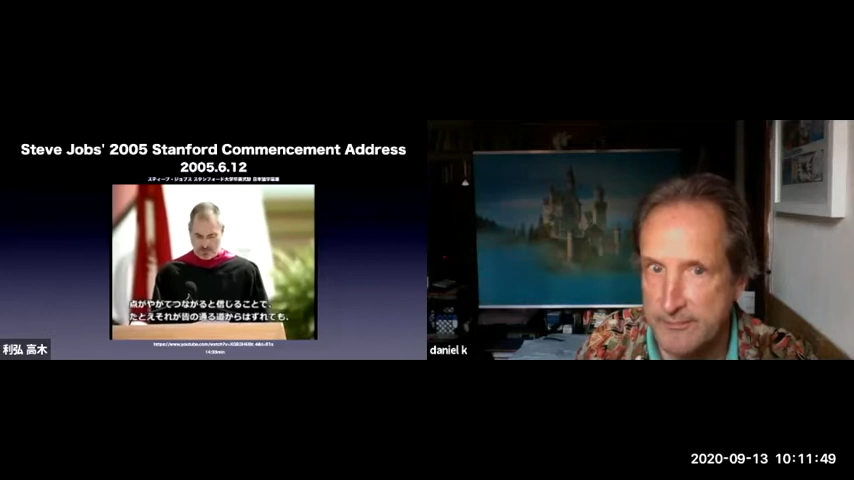 Steve Jobs' 2005 Stanford Commencement Address
2005.6.12
スティーブ・ジョブス スタンフォード大学卒業式辞 日本語字幕版
点がやがてつながると信じることで、
たとえそれが皆の通る道からはずれても、
14:59min
利弘 高木
daniel k
2020-09-13 10:11:49